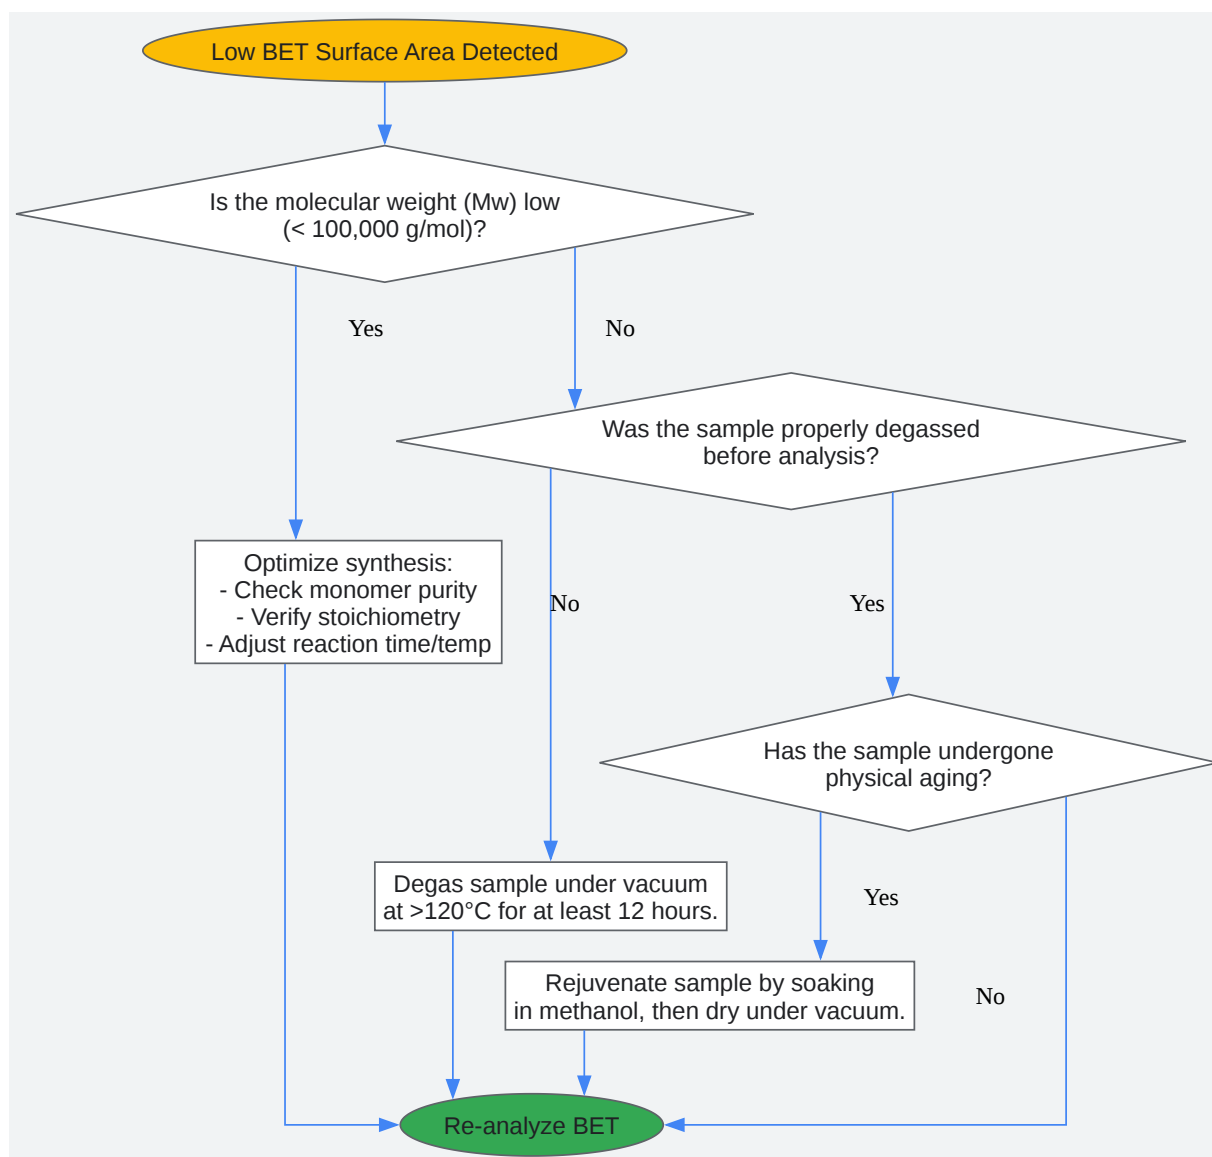 Low BET Surface Area Detected
Is the molecular weight (Mw) low
(< 100,000 g/mol)?
Yes
No
Was the sample properly degassed
before analysis?
Optimize synthesis:
- Check monomer purity
- Verify stoichiometry
- Adjust reaction time/temp
No
Yes
Has the sample undergone
physical aging?
Degas sample under vacuum
at >120°C for at least 12 hours.
Yes
Rejuvenate sample by soaking
in methanol, then dry under vacuum.
No
Re-analyze BET